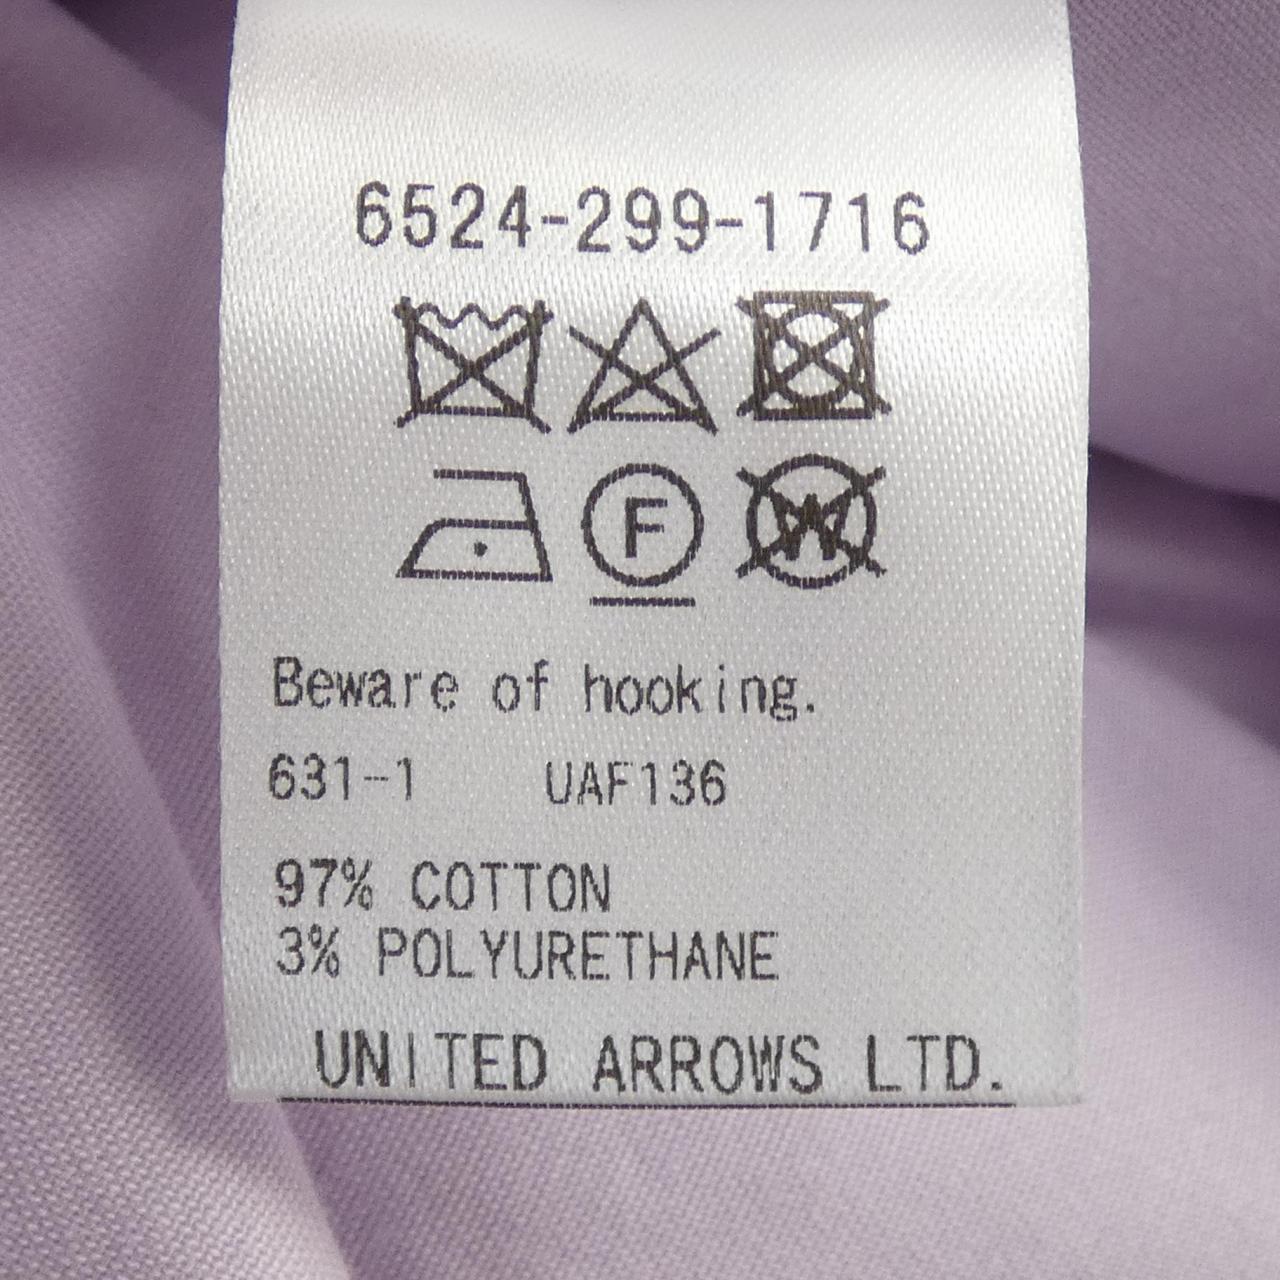 6524-299-1716
F W
Beware of hooking.
631-1 UAF136
97% COTTON
3% POLYURETHANE
UNITED ARROWS LTD.